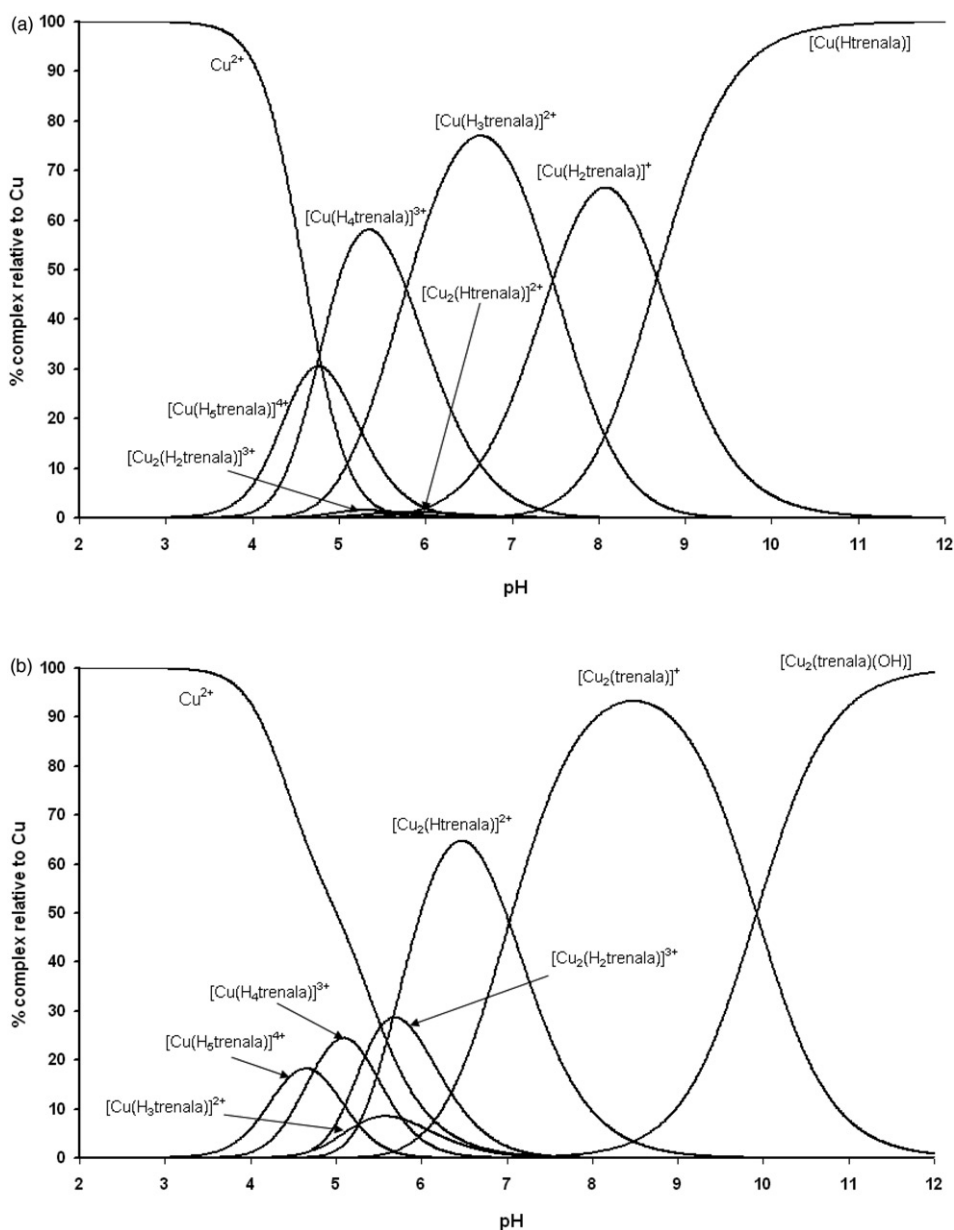 (a)
100
90
80
70
60
50
40
30
20
10
0
% complex relative to Cu
Cu²⁺
[Cu(Htrenala)]
[Cu(H₃trenala)]²⁺
[Cu(H₂trenala)]⁺
[Cu(H₄trenala)]³⁺
[Cu₂(Htrenala)]²⁺
[Cu(H₅trenala)]⁴⁺
[Cu₂(H₂trenala)]³⁺
2 3 4 5 6 7 8 9 10 11 12
pH
(b)
100
90
80
70
60
50
40
30
20
10
0
% complex relative to Cu
[Cu₂(trenala)(OH)]
Cu²⁺
[Cu₂(trenala)]⁺
[Cu₂(Htrenala)]²⁺
[Cu₂(H₂trenala)]³⁺
[Cu(H₄trenala)]³⁺
[Cu(H₅trenala)]⁴⁺
[Cu(H₃trenala)]²⁺
2 3 4 5 6 7 8 9 10 11 12
pH